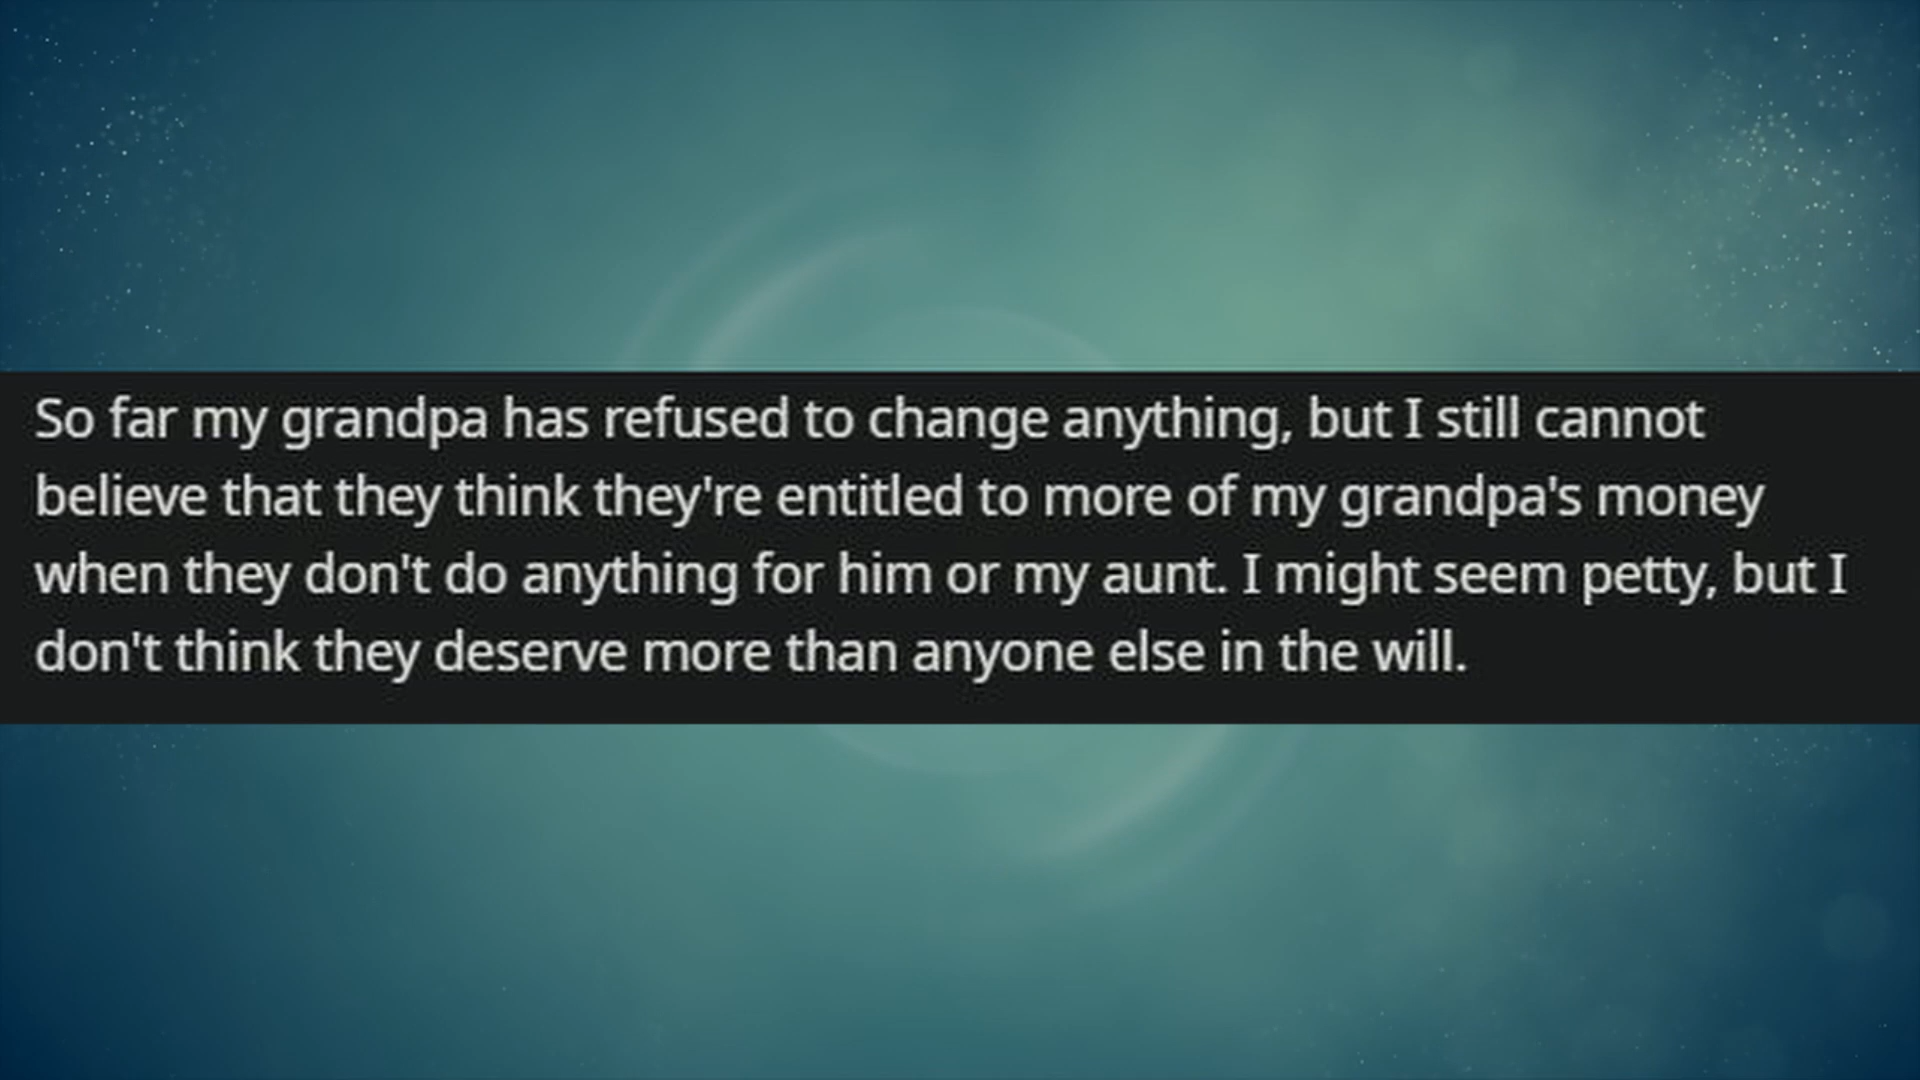 So far my grandpa has refused to change anything, but I still cannot
believe that they think they're entitled to more of my grandpa's money
when they don't do anything for him or my aunt. I might seem petty, but I
don't think they deserve more than anyone else in the will.